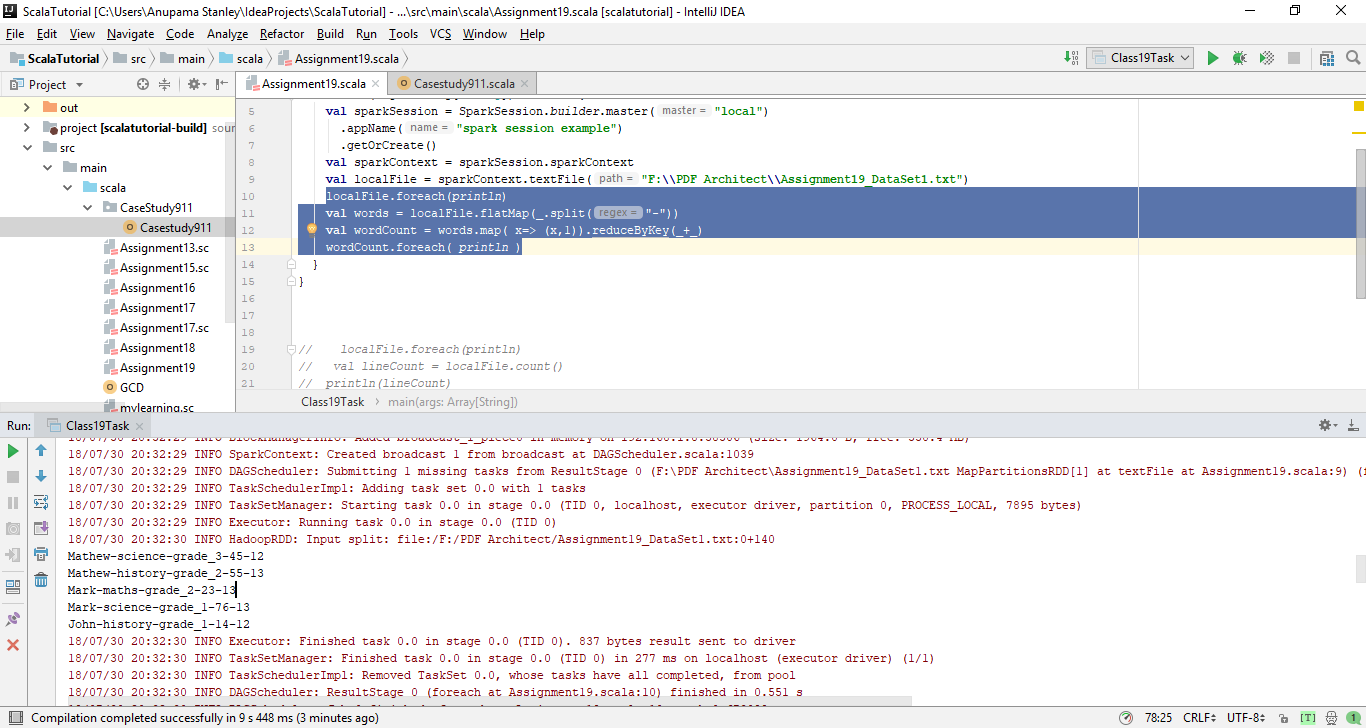 ScalaTutorial [C:\Users\Anupama Stanley\IdeaProjects\ScalaTutorial] - ...\src\main\scala\Assignment19.scala [scalatutorial] - IntelliJ IDEA
File Edit View Navigate Code Analyze Refactor Build Run Tools VCS Window Help
ScalaTutorial src main scala Assignment19.scala Class19Task
Project Assignment19.scala Casestudy911.scala
out
project [scalatutorial-build] sour
src
main
scala
CaseStudy911
Casestudy911
Assignment13.sc
Assignment15.sc
Assignment16
Assignment17
Assignment17.sc
Assignment18
Assignment19
GCD
mylearning.sc
5 val sparkSession = SparkSession.builder.master( master = "local")
6 .appName( name = "spark session example")
7 .getOrCreate()
8 val sparkContext = sparkSession.sparkContext
9 val localFile = sparkContext.textFile( path = "F:\\PDF Architect\\Assignment19_DataSet1.txt")
10 localFile.foreach(println)
11 val words = localFile.flatMap(_.split( regex = "-"))
12 val wordCount = words.map( x=> (x,1)).reduceByKey(_+_)
13 wordCount.foreach( println )
14 }
15 }
16
17
18
19 // localFile.foreach(println)
20 // val lineCount = localFile.count()
21 // println(lineCount)
Class19Task main(args: Array[String])
Run: Class19Task
18/07/30 20:32:29 INFO SparkContext: Created broadcast 1 from broadcast at DAGScheduler.scala:1039
18/07/30 20:32:29 INFO DAGScheduler: Submitting 1 missing tasks from ResultStage 0 (F:\PDF Architect\Assignment19_DataSet1.txt MapPartitionsRDD[1] at textFile at Assignment19.scala:9) (
18/07/30 20:32:29 INFO TaskSchedulerImpl: Adding task set 0.0 with 1 tasks
18/07/30 20:32:29 INFO TaskSetManager: Starting task 0.0 in stage 0.0 (TID 0, localhost, executor driver, partition 0, PROCESS_LOCAL, 7895 bytes)
18/07/30 20:32:29 INFO Executor: Running task 0.0 in stage 0.0 (TID 0)
18/07/30 20:32:30 INFO HadoopRDD: Input split: file:/F:/PDF Architect/Assignment19_DataSet1.txt:0+140
Mathew-science-grade_3-45-12
Mathew-history-grade_2-55-13
Mark-maths-grade_2-23-13
Mark-science-grade_1-76-13
John-history-grade_1-14-12
18/07/30 20:32:30 INFO Executor: Finished task 0.0 in stage 0.0 (TID 0). 837 bytes result sent to driver
18/07/30 20:32:30 INFO TaskSetManager: Finished task 0.0 in stage 0.0 (TID 0) in 277 ms on localhost (executor driver) (1/1)
18/07/30 20:32:30 INFO TaskSchedulerImpl: Removed TaskSet 0.0, whose tasks have all completed, from pool
18/07/30 20:32:30 INFO DAGScheduler: ResultStage 0 (foreach at Assignment19.scala:10) finished in 0.551 s
Compilation completed successfully in 9 s 448 ms (3 minutes ago) 78:25 CRLF UTF-8 [T] 1